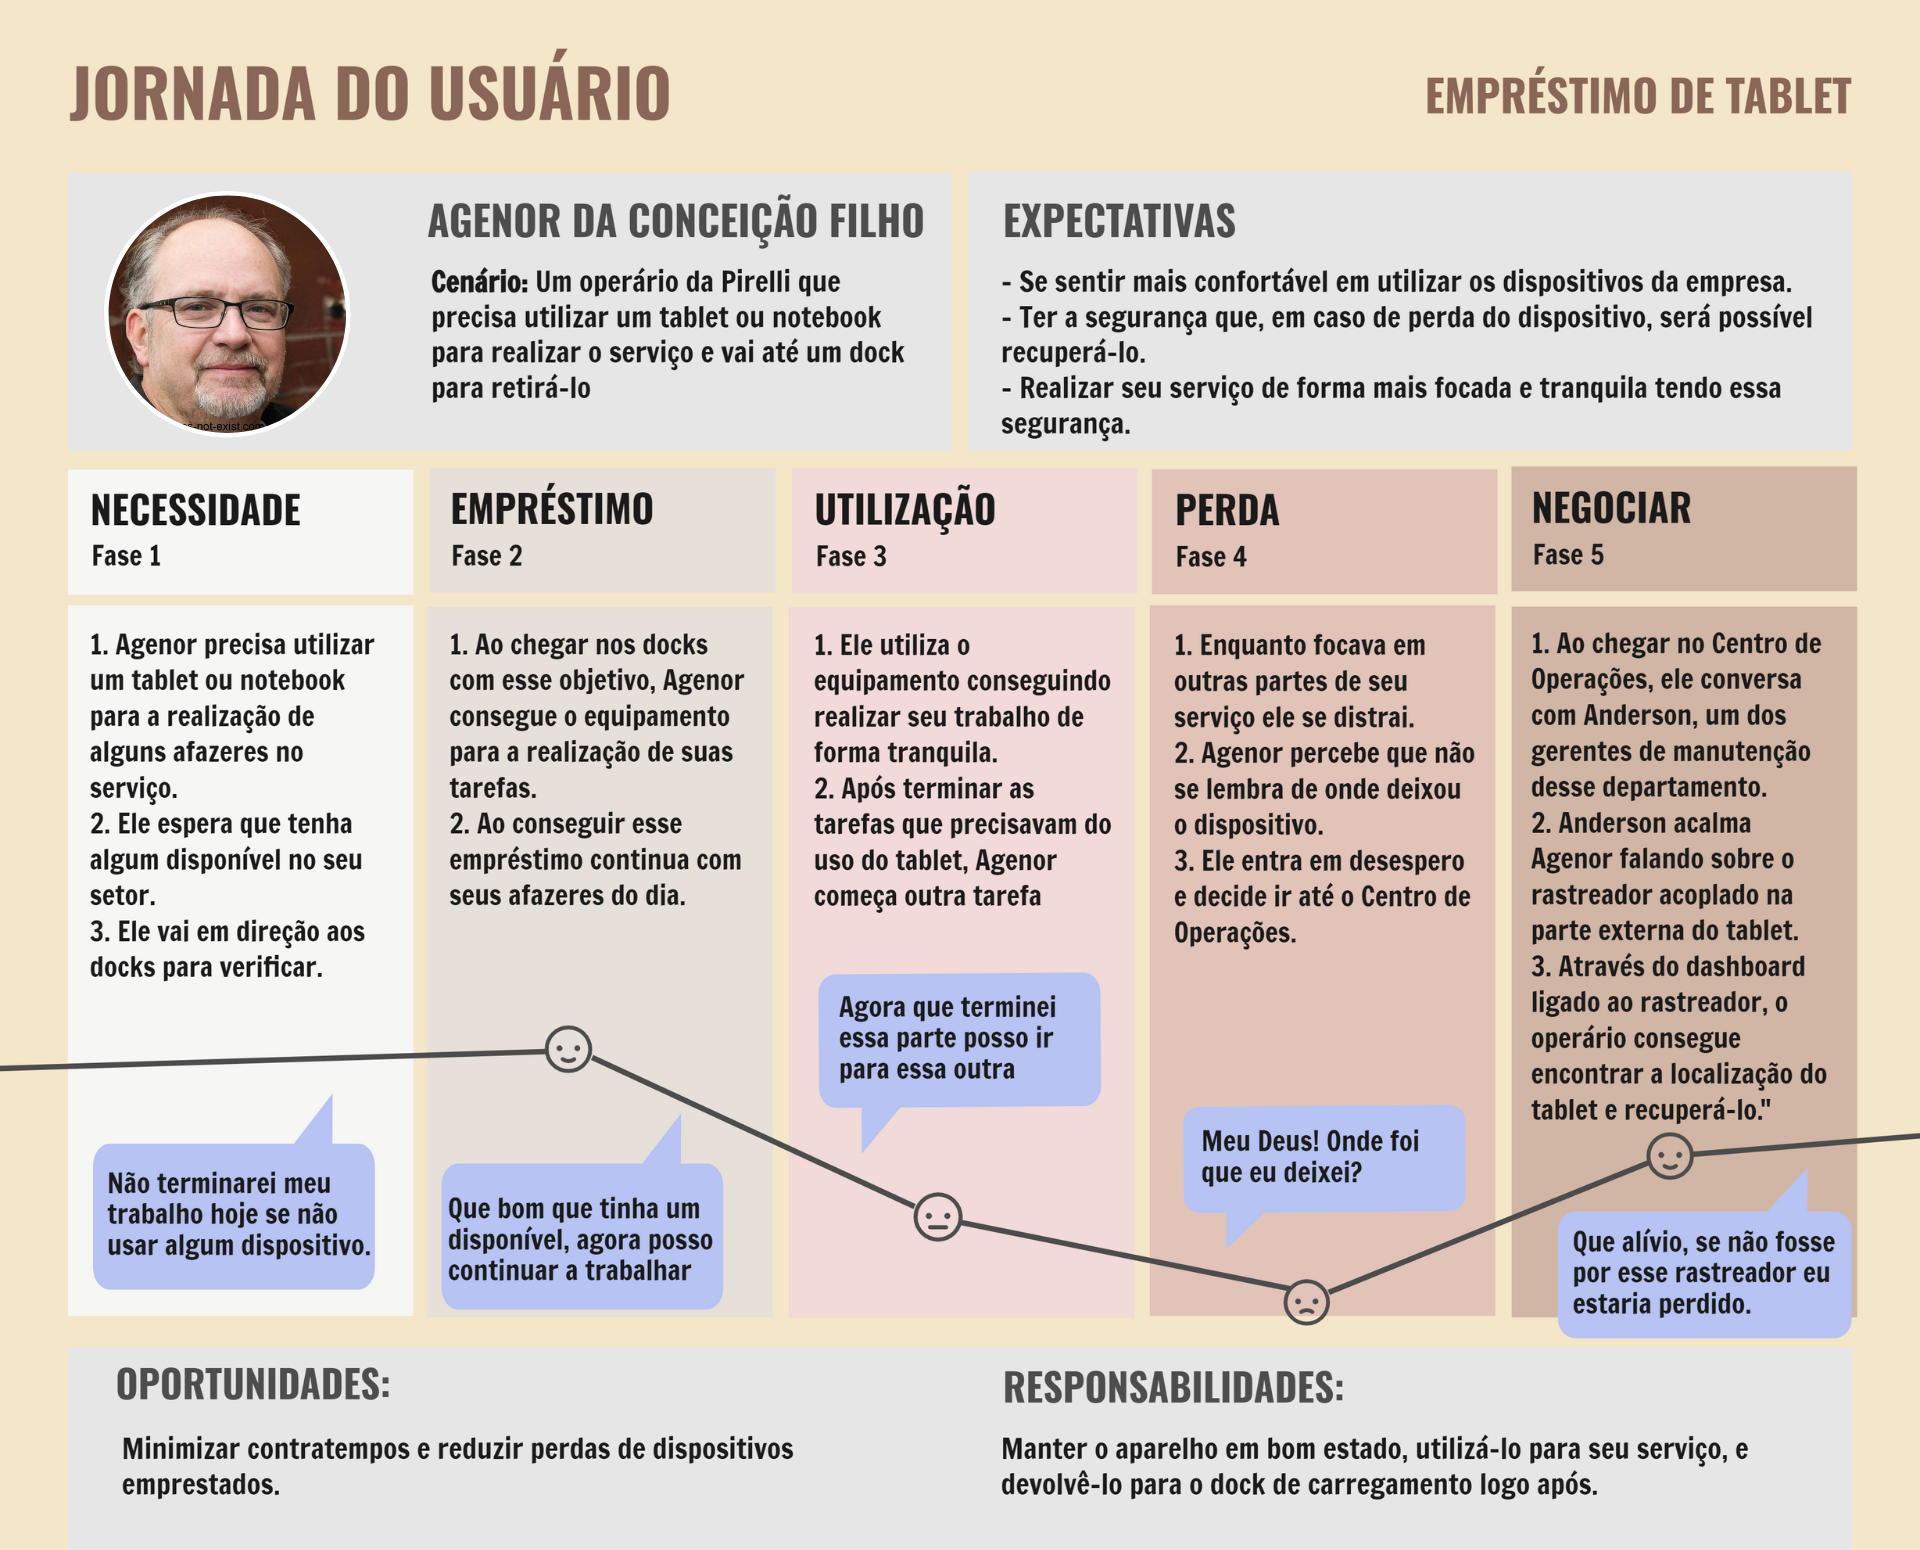 JORNADA DO USUÁRIO
EMPRÉSTIMO DE TABLET
AGENOR DA CONCEIÇÃO FILHO
Cenário: Um operário da Pirelli que
precisa utilizar um tablet ou notebook
para realizar o serviço e vai até um dock
para retirá-lo
-not-exist.com
EXPECTATIVAS
- Se sentir mais confortável em utilizar os dispositivos da empresa.
- Ter a segurança que, em caso de perda do dispositivo, será possível
recuperá-lo.
- Realizar seu serviço de forma mais focada e tranquila tendo essa
segurança.
NECESSIDADE
Fase 1
1. Agenor precisa utilizar
um tablet ou notebook
para a realização de
alguns afazeres no
serviço.
2. Ele espera que tenha
algum disponível no seu
setor.
3. Ele vai em direção aos
docks para verificar.
Não terminarei meu
trabalho hoje se não
usar algum dispositivo.
EMPRÉSTIMO
Fase 2
1. Ao chegar nos docks
com esse objetivo, Agenor
consegue o equipamento
para a realização de suas
tarefas.
2. Ao conseguir esse
empréstimo continua com
seus afazeres do dia.
Que bom que tinha um
disponível, agora posso
continuar a trabalhar
UTILIZAÇÃO
Fase 3
1. Ele utiliza o
equipamento conseguindo
realizar seu trabalho de
forma tranquila.
2. Após terminar as
tarefas que precisavam do
uso do tablet, Agenor
começa outra tarefa
Agora que terminei
essa parte posso ir
para essa outra
PERDA
Fase 4
1. Enquanto focava em
outras partes de seu
serviço ele se distrai.
2. Agenor percebe que não
se lembra de onde deixou
o dispositivo.
3. Ele entra em desespero
e decide ir até o Centro de
Operações.
Meu Deus! Onde foi
que eu deixei?
NEGOCIAR
Fase 5
1. Ao chegar no Centro de
Operações, ele conversa
com Anderson, um dos
gerentes de manutenção
desse departamento.
2. Anderson acalma
Agenor falando sobre o
rastreador acoplado na
parte externa do tablet.
3. Através do dashboard
ligado ao rastreador, o
operário consegue
encontrar a localização do
tablet e recuperá-lo."
Que alívio, se não fosse
por esse rastreador eu
estaria perdido.
OPORTUNIDADES:
Minimizar contratempos e reduzir perdas de dispositivos
emprestados.
RESPONSABILIDADES:
Manter o aparelho em bom estado, utilizá-lo para seu serviço, e
devolvê-lo para o dock de carregamento logo após.